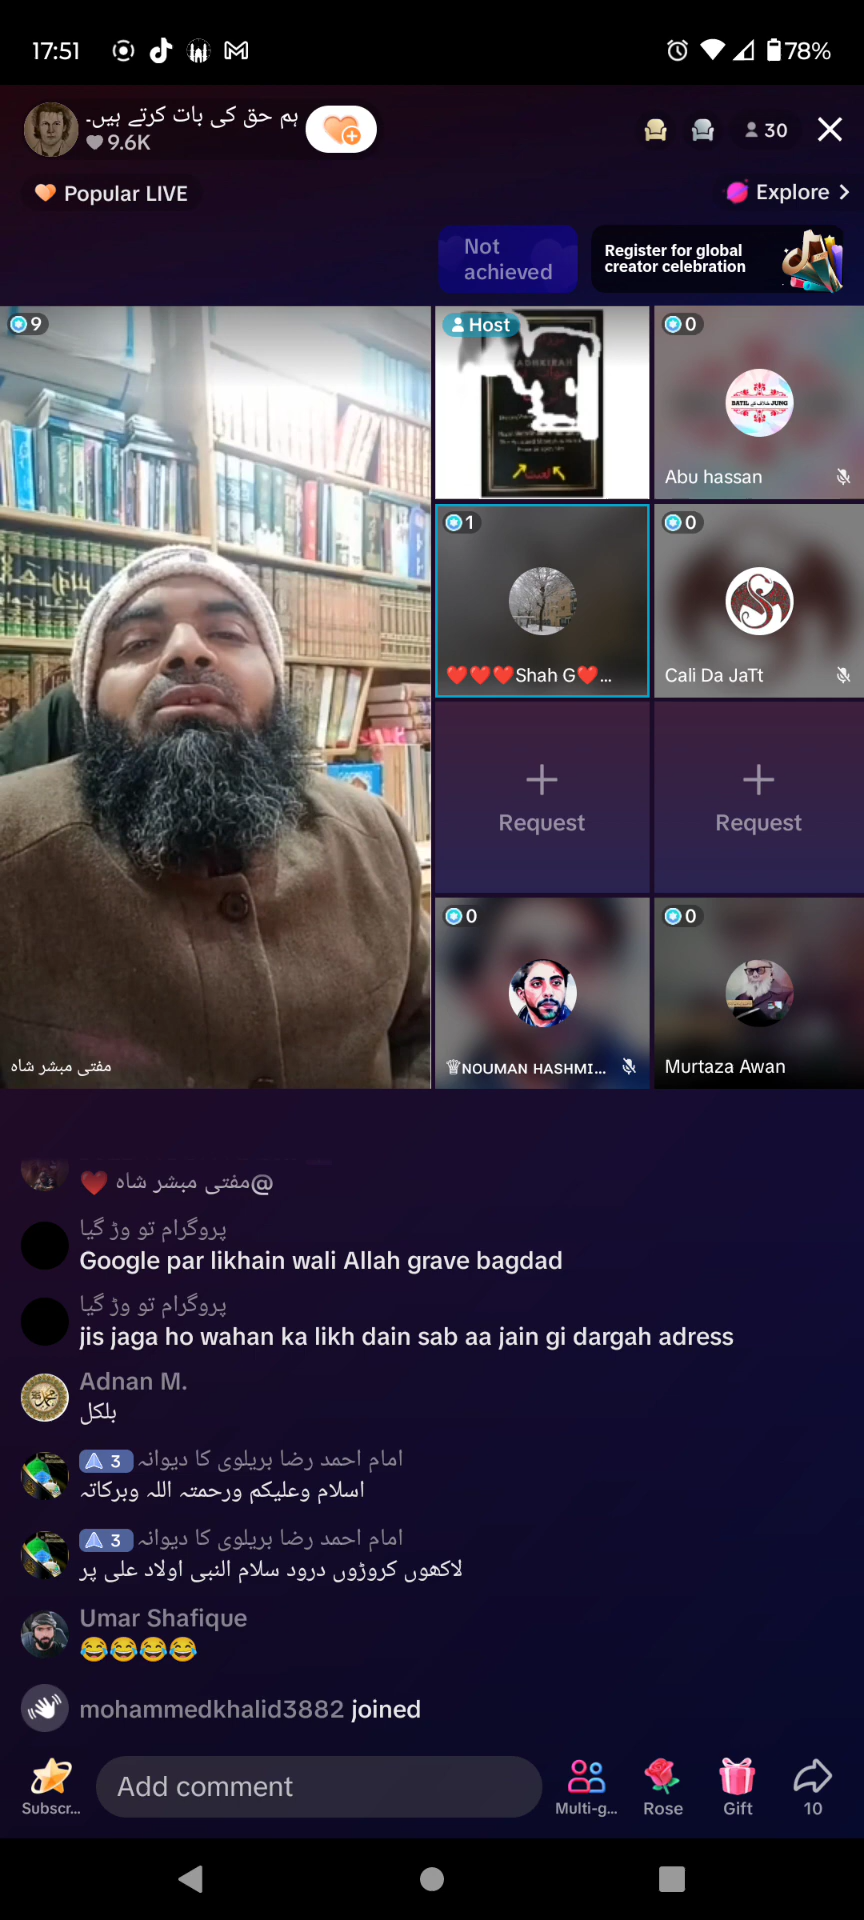 17:51
78%
ہم حق کی بات کرتے ہیں۔
9.6K
30
Popular LIVE
Explore
Not
achieved
Register for global
creator celebration
9
Host
ADHKIRAH
0
BATIL کے خلاف JUNG
Abu hassan
1
Shah G❤️...
0
Cali Da JaTt
Request
Request
0
NOUMAN HASHMI...
0
Murtaza Awan
مفتی مبشر شاہ
@مفتی مبشر شاہ ❤️
پروگرام تو وڑ گیا
Google par likhain wali Allah grave bagdad
پروگرام تو وڑ گیا
jis jaga ho wahan ka likh dain sab aa jain gi dargah adress
Adnan M.
بلکل
3 امام احمد رضا بریلوی کا دیوانہ
اسلام وعلیکم ورحمتہ اللہ وبرکاتہ
3 امام احمد رضا بریلوی کا دیوانہ
لاکھوں کروڑوں درود سلام النبی اولاد علی پر
Umar Shafique
😂😂😂😂
mohammedkhalid3882 joined
Subscr...
Add comment
Multi-g...
Rose
Gift
10